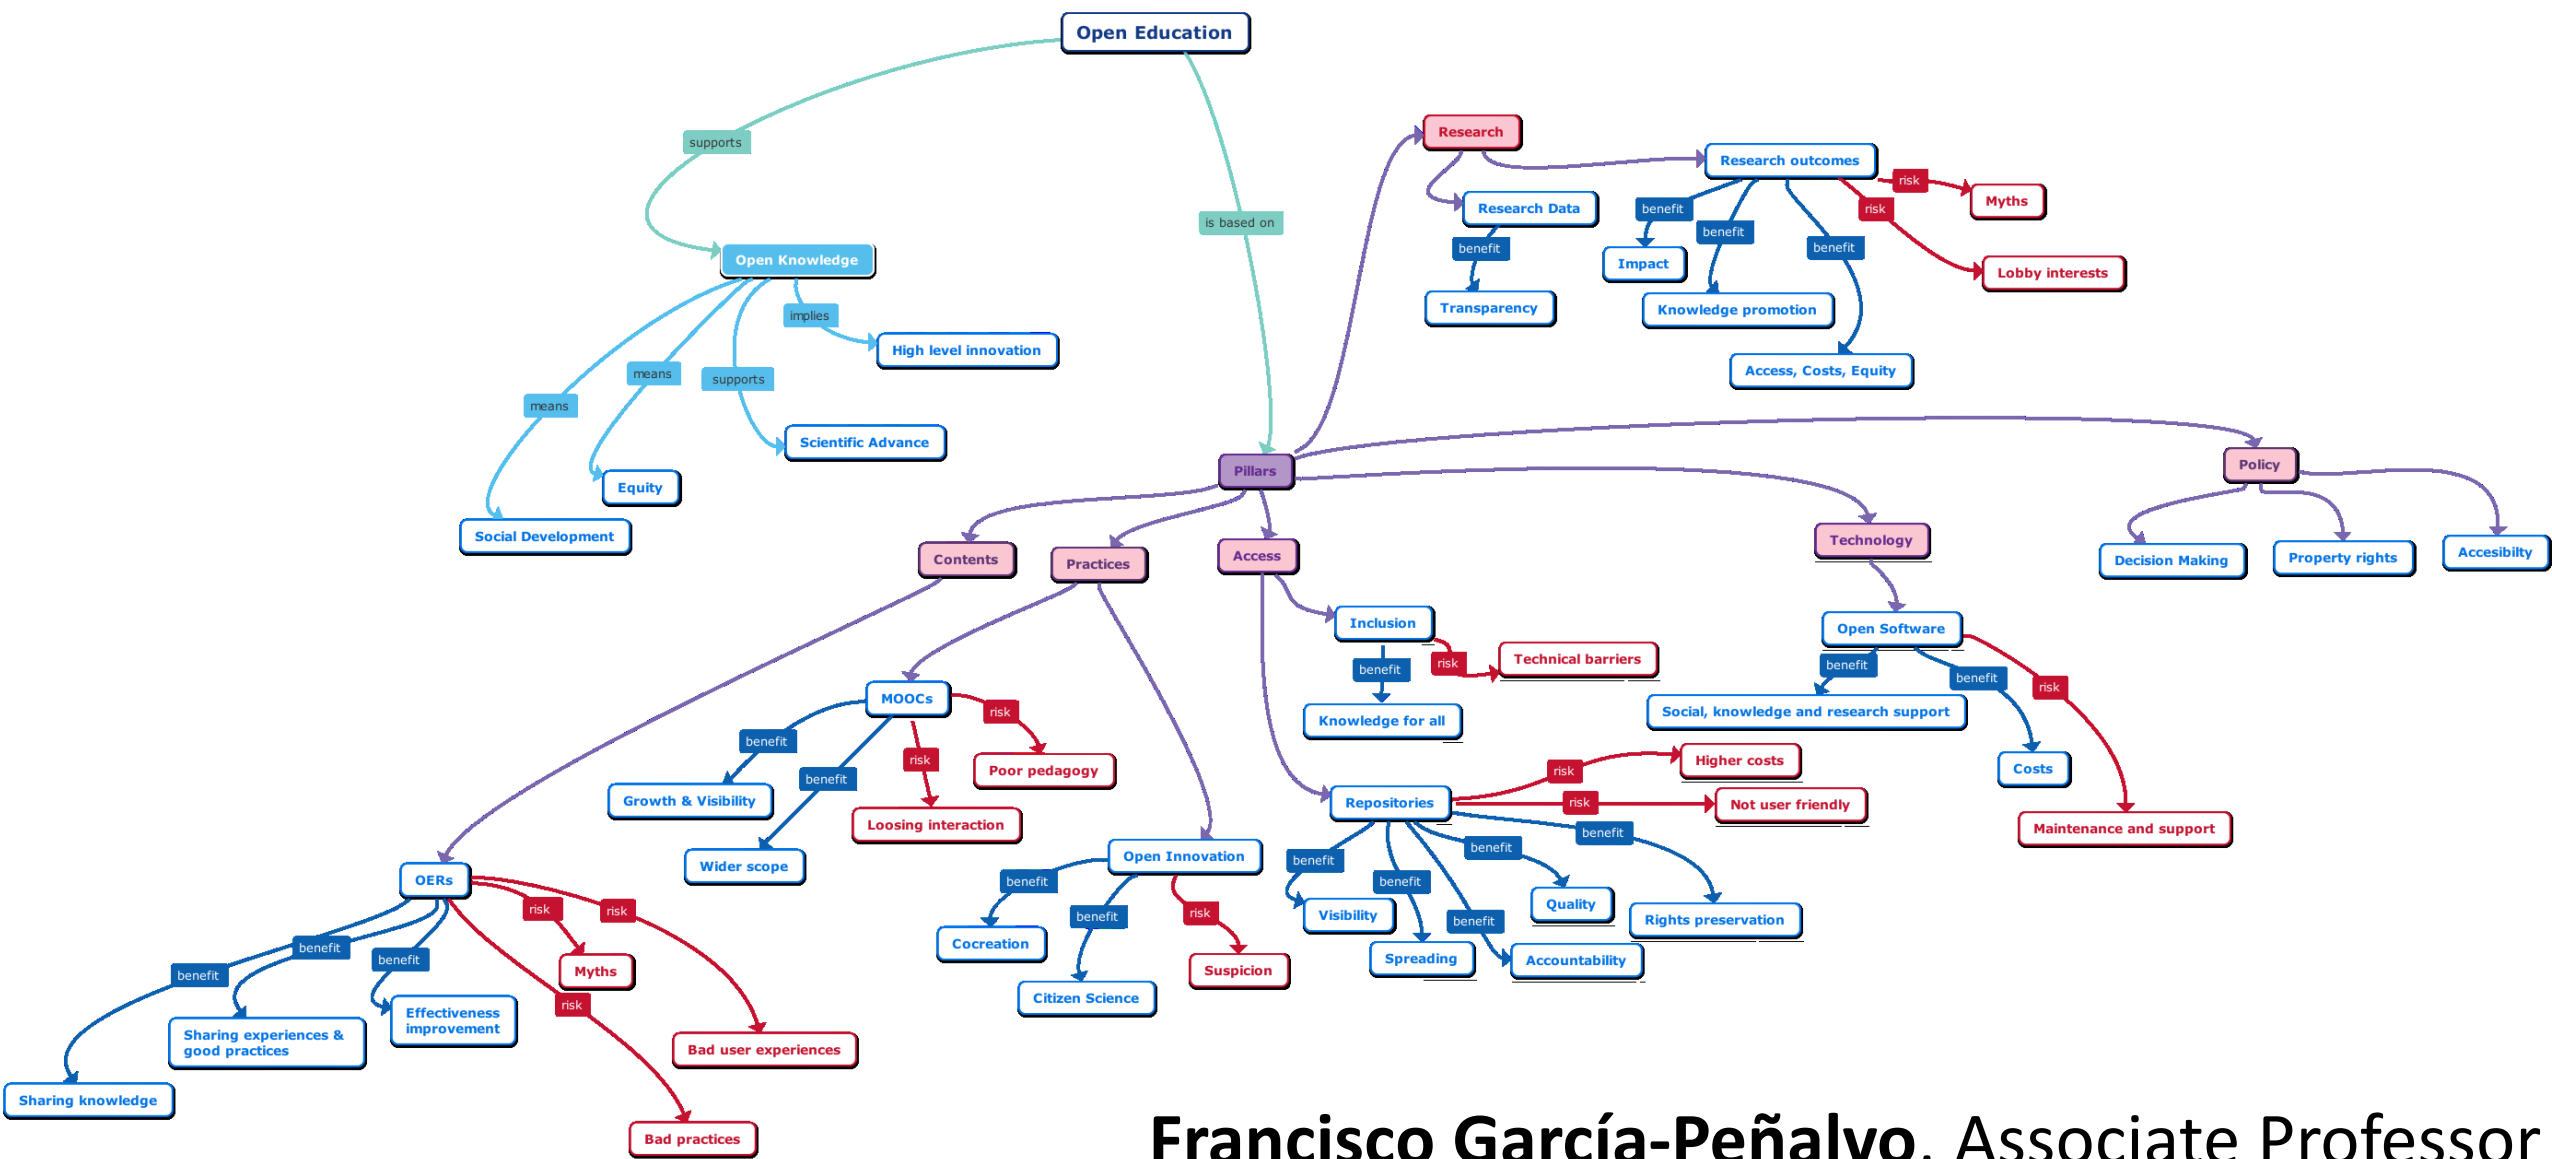 Open Education
supports
is based on
Open Knowledge
implies
High level innovation
means
means
supports
Scientific Advance
Equity
Social Development
Research
Research outcomes
risk
Myths
risk
Lobby interests
Research Data
benefit
Transparency
benefit
Impact
benefit
Knowledge promotion
benefit
Access, Costs, Equity
Pillars
Policy
Decision Making
Property rights
Accesibilty
Contents
Practices
Access
Technology
Open Software
benefit
Social, knowledge and research support
benefit
Costs
risk
Maintenance and support
Inclusion
benefit
Knowledge for all
risk
Technical barriers
MOOCs
benefit
Growth & Visibility
benefit
Wider scope
risk
Loosing interaction
risk
Poor pedagogy
Repositories
risk
Higher costs
risk
Not user friendly
benefit
Visibility
benefit
Spreading
benefit
Accountability
benefit
Quality
benefit
Rights preservation
Open Innovation
benefit
Cocreation
benefit
Citizen Science
risk
Suspicion
OERs
benefit
Sharing knowledge
benefit
Sharing experiences &
good practices
benefit
Effectiveness
improvement
risk
Myths
risk
Bad user experiences
risk
Bad practices
Francisco García-Peñalvo. Associate Professor